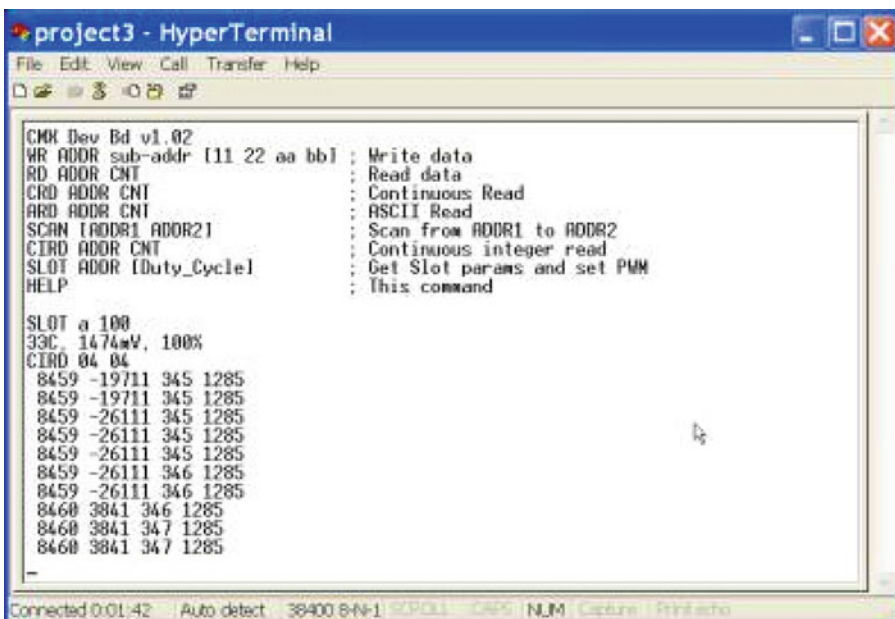 project3 - HyperTerminal
File Edit View Call Transfer Help
CMX Dev Bd v1.02
WR ADDR sub-addr [11 22 aa bb] ; Write data
RD ADDR CNT ; Read data
CRD ADDR CNT ; Continuous Read
ARD ADDR CNT ; ASCII Read
SCAN [ADDR1 ADDR2] ; Scan from ADDR1 to ADDR2
CIRD ADDR CNT ; Continuous integer read
SLOT ADDR [Duty_Cycle] ; Get Slot params and set PWM
HELP ; This command
SLOT a 100
33C, 1474mV, 100%
CIRD 04 04
8459 -19711 345 1285
8459 -19711 345 1285
8459 -26111 345 1285
8459 -26111 345 1285
8459 -26111 345 1285
8459 -26111 346 1285
8459 -26111 346 1285
8460 3841 346 1285
8460 3841 347 1285
8460 3841 347 1285
_
Connected 0:01:42 Auto detect 38400 8-N-1 SCROLL CAPS NUM Capture Print echo